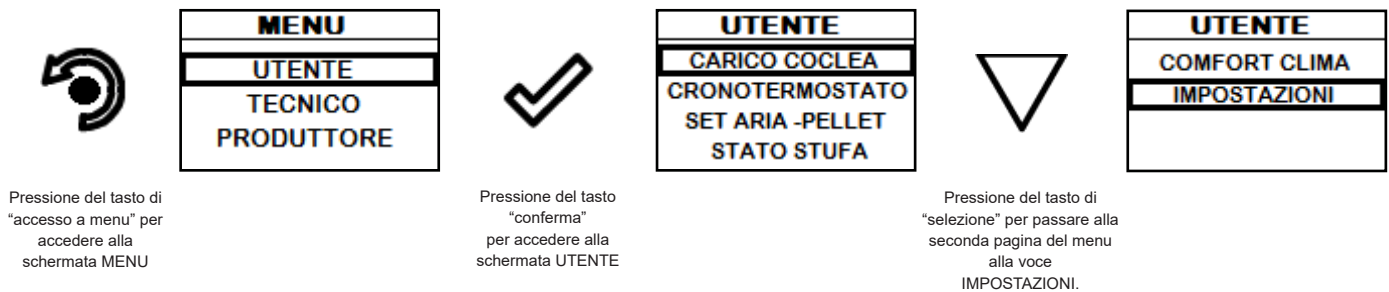 MENU
UTENTE
TECNICO
PRODUTTORE
UTENTE
CARICO COCLEA
CRONOTERMOSTATO
SET ARIA -PELLET
STATO STUFA
UTENTE
COMFORT CLIMA
IMPOSTAZIONI
Pressione del tasto di
“accesso a menu” per
accedere alla
schermata MENU
Pressione del tasto
“conferma”
per accedere alla
schermata UTENTE
Pressione del tasto di
“selezione” per passare alla
seconda pagina del menu
alla voce
IMPOSTAZIONI.